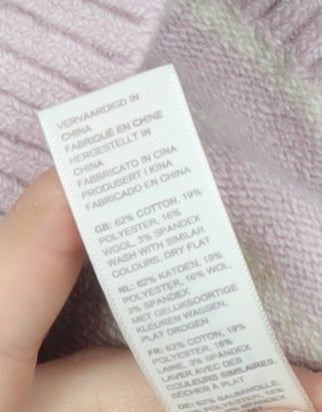 VERVAARDIGD IN
CHINA
FABRIQUÉ EN CHINE
HERGESTELLT IN
CHINA
FABBRICATO IN CINA
PRODUSERT I KINA
FABRICADO EN CHINA
GB: 62% COTTON, 19%
POLYESTER, 16%
WOOL, 3% SPANDEX
WASH WITH SIMILAR
COLOURS, DRY FLAT
NL: 62% KATOEN, 19%
POLYESTER, 16% WOL,
3% SPANDEX
MET GELIJKSOORTIGE
KLEUREN WASSEN,
PLAT DROGEN
FR: 62% COTON, 19%
POLYESTER, 16%
LAINE, 3% SPANDEX
LAVER AVEC DES
COULEURS SIMILAIRES,
SÉCHER À PLAT
DE: 62% BAUMWOLLE,